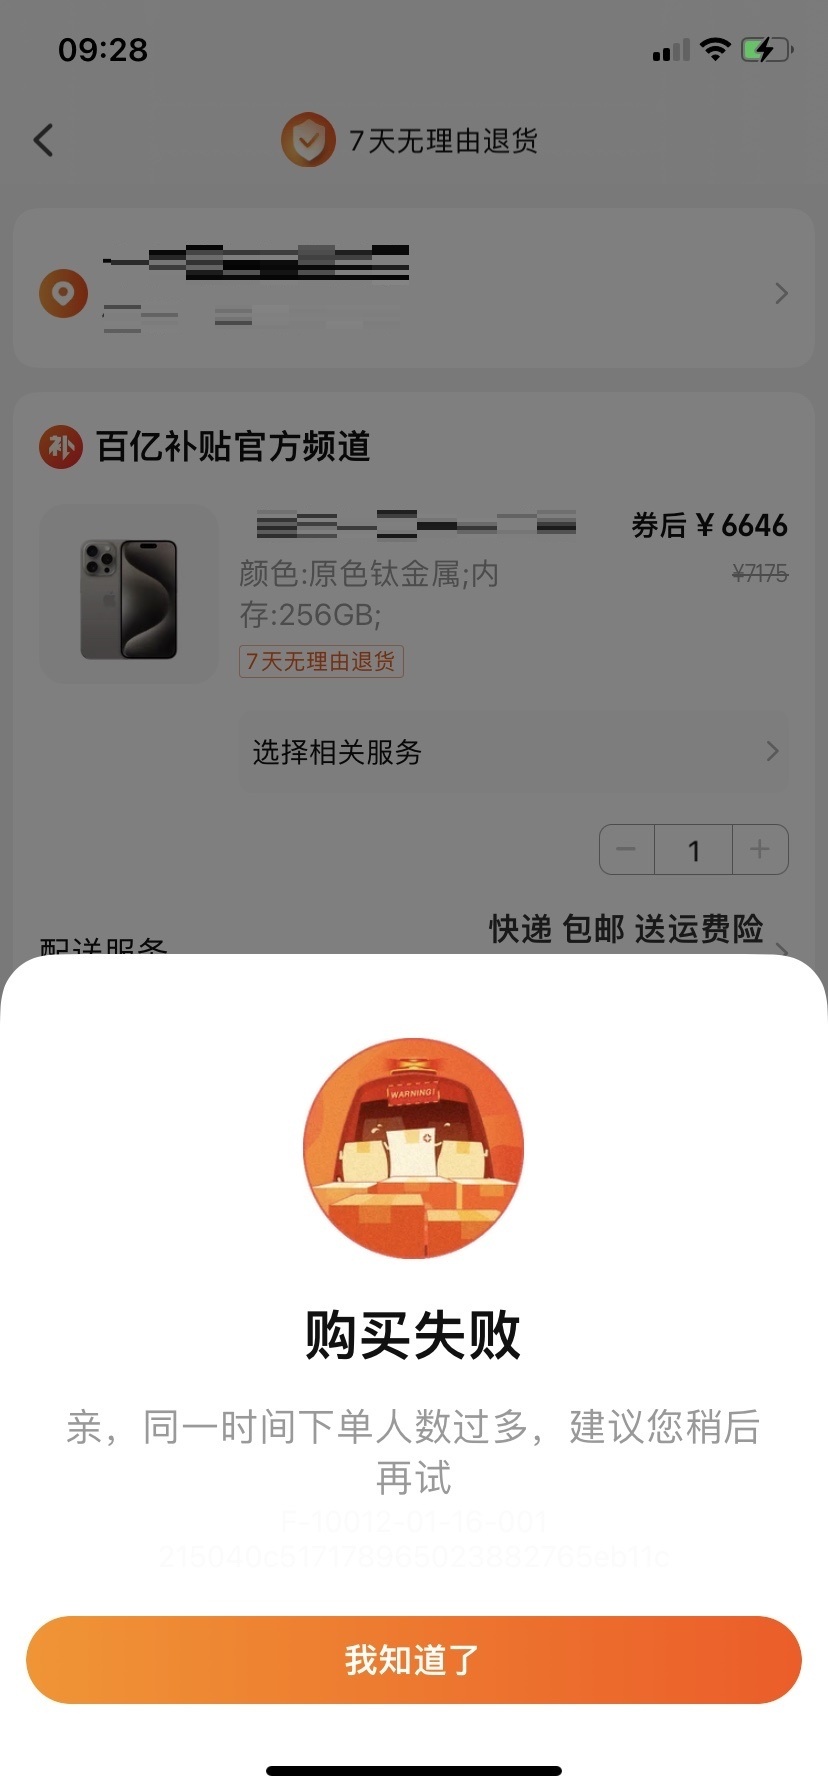 09:28
7天无理由退货
补 百亿补贴官方频道
券后 ¥ 6646
颜色:原色钛金属;内
¥7175
存:256GB;
7天无理由退货
选择相关服务
1
快递 包邮 送运费险
配送服务
WARNING!
购买失败
亲，同一时间下单人数过多，建议您稍后
再试
F-10012-01-16-001
我知道了